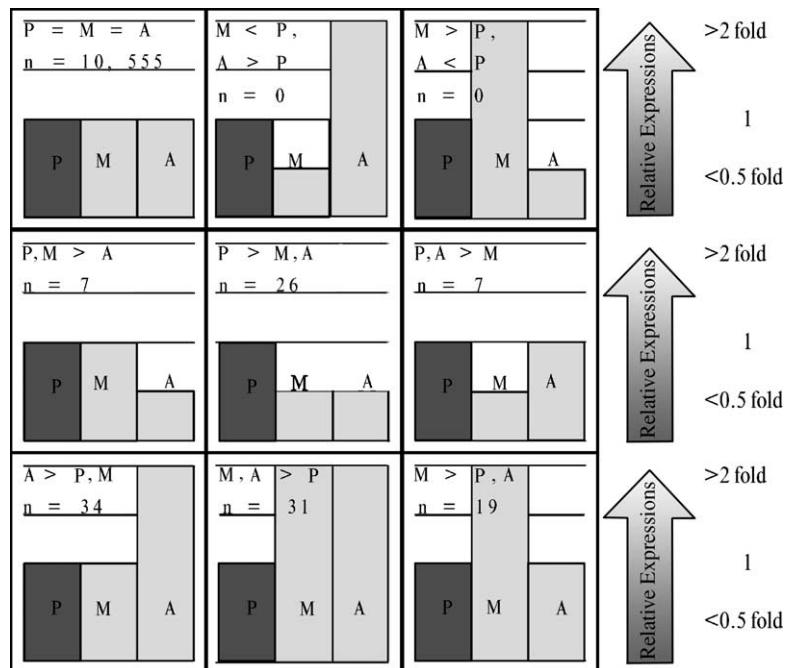 P = M = A
n = 10, 555
P M A
M < P,
A > P
n = 0
P M A
M > P,
A < P
n = 0
P M A
Relative Expressions
>2 fold
1
<0.5 fold
P,M > A
n = 7
P M A
P > M,A
n = 26
P M A
P,A > M
n = 7
P M A
Relative Expressions
>2 fold
1
<0.5 fold
A > P,M
n = 34
P M A
M,A > P
n = 31
P M A
M > P,A
n = 19
P M A
Relative Expressions
>2 fold
1
<0.5 fold